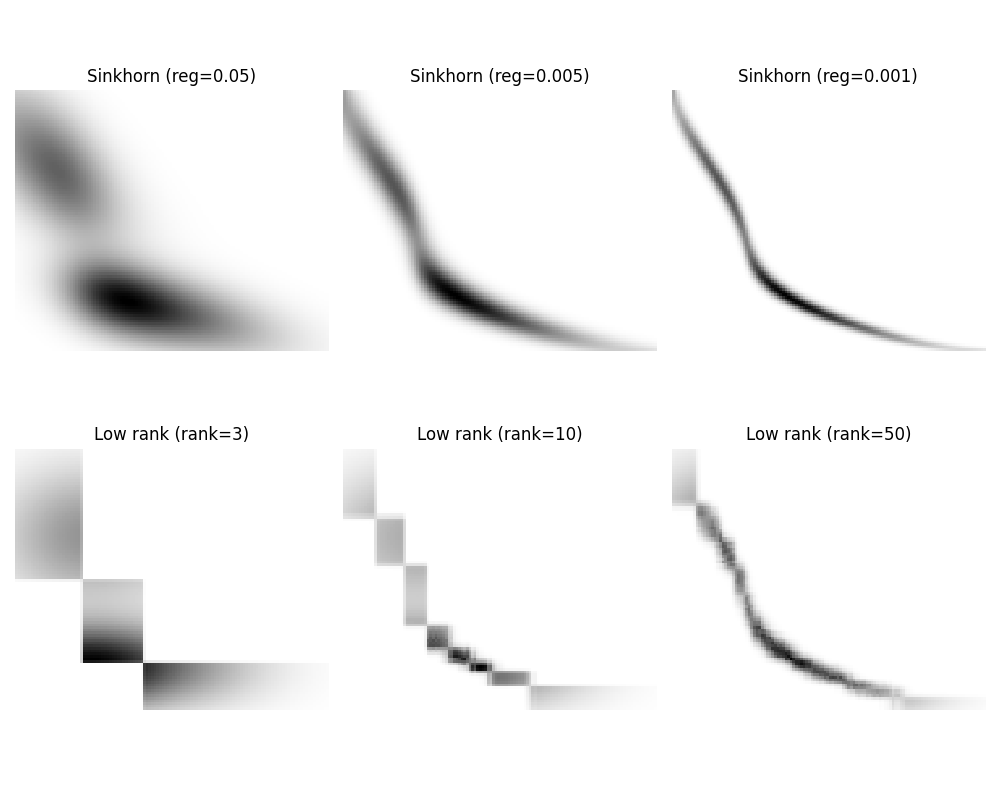 Sinkhorn (reg=0.05)
Sinkhorn (reg=0.005)
Sinkhorn (reg=0.001)
Low rank (rank=3)
Low rank (rank=10)
Low rank (rank=50)